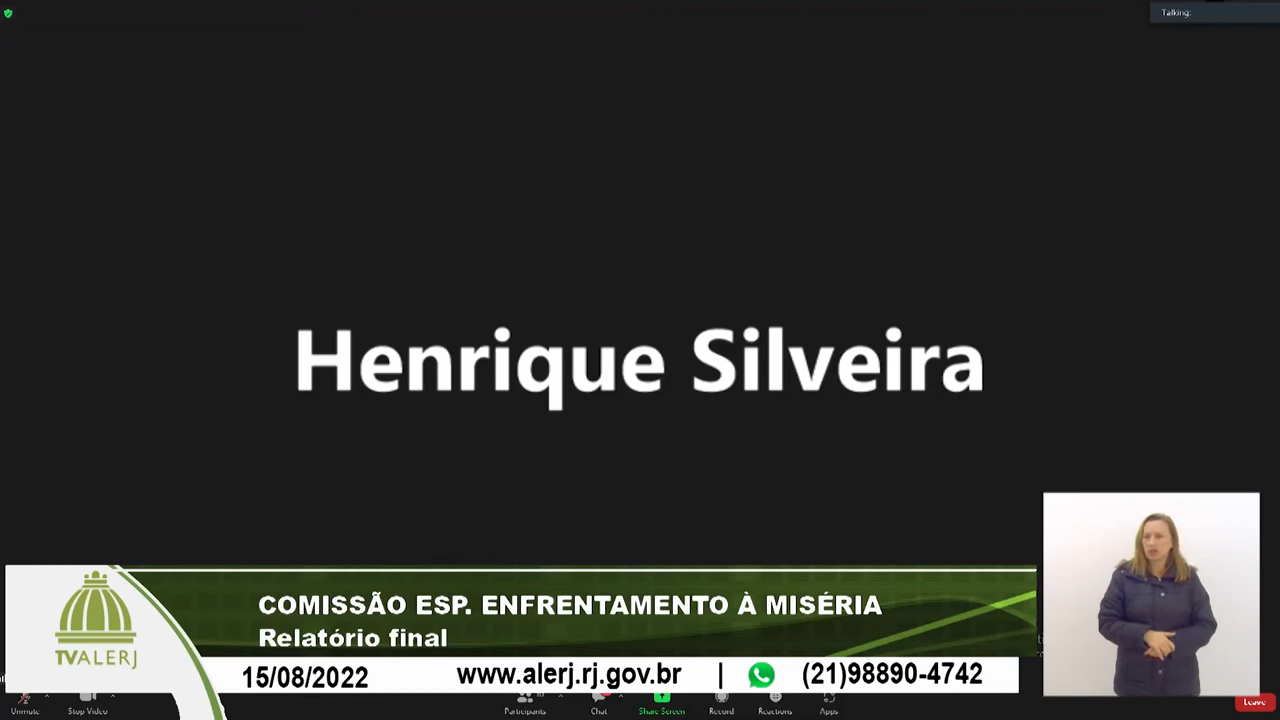 Talking:
Henrique Silveira
COMISSÃO ESP. ENFRENTAMENTO À MISÉRIA
Relatório final
TVALERJ
15/08/2022 www.alerj.rj.gov.br | (21)98890-4742
Unmute Stop Video Participants Chat Share Screen Record Reactions Apps Leave